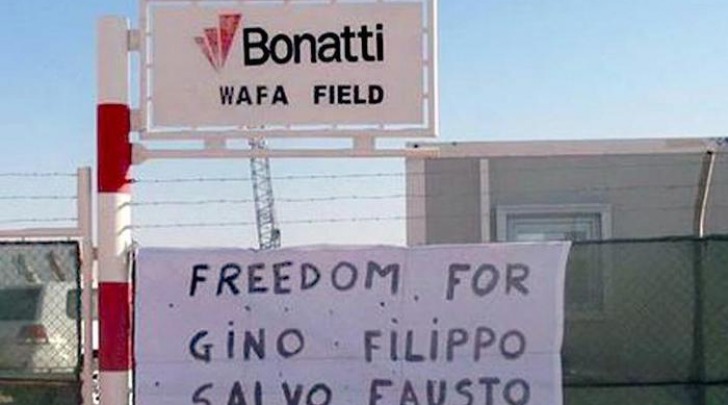 Bonatti
WAFA FIELD
FREEDOM FOR
GINO FILIPPO
SALVO FAUSTO